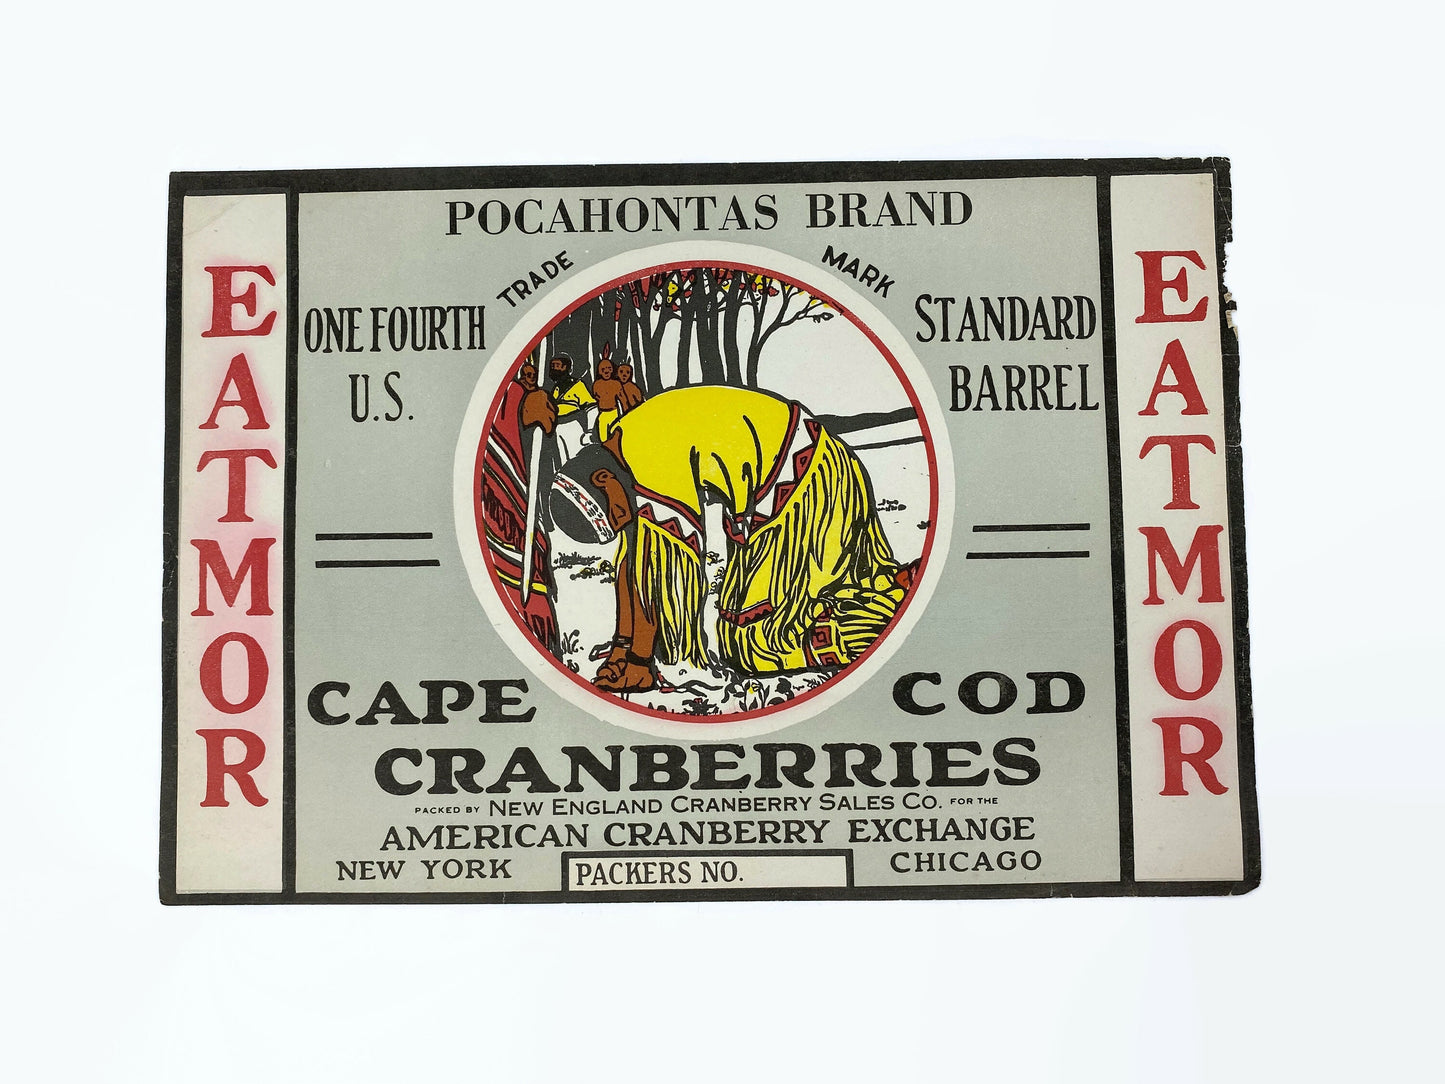 POCAHONTAS BRAND
TRADE MARK
EATMOR
ONE FOURTH
U.S.
STANDARD
BARREL
EATMOR
CAPE COD
CRANBERRIES
PACKED BY NEW ENGLAND CRANBERRY SALES CO. FOR THE
AMERICAN CRANBERRY EXCHANGE
NEW YORK
CHICAGO
PACKERS NO.